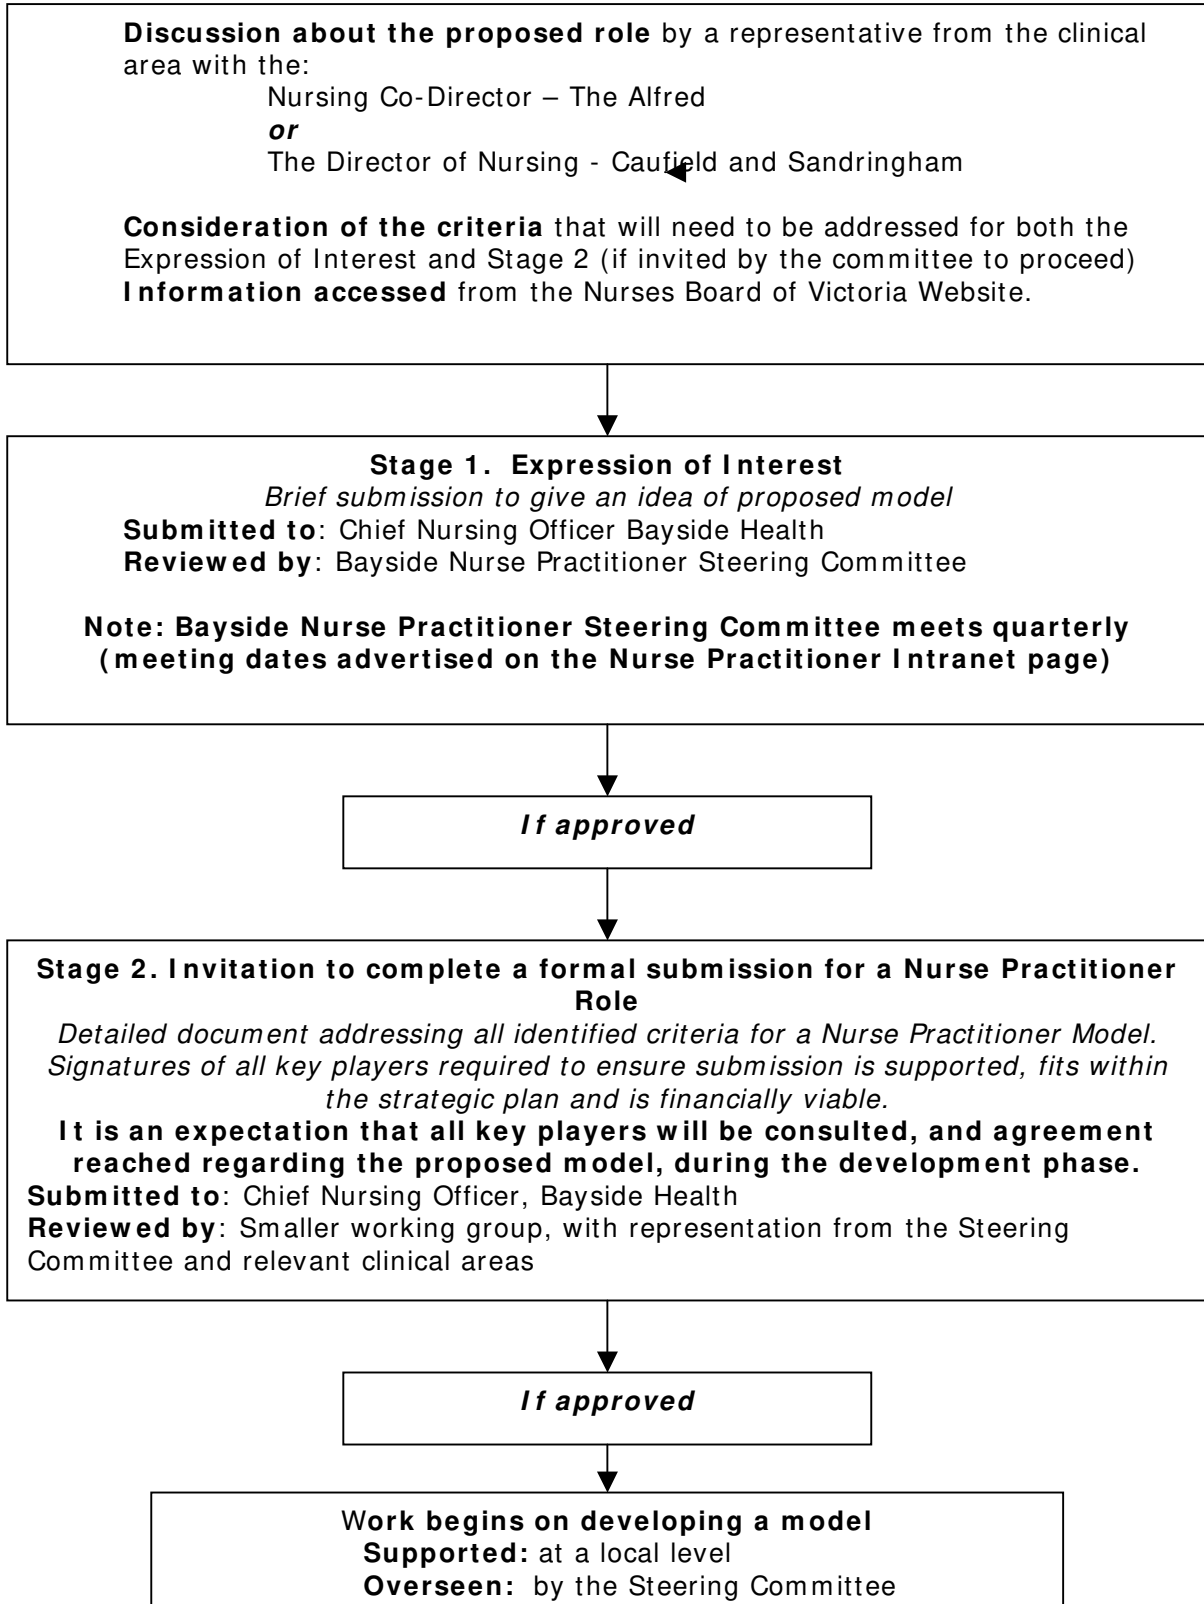 Discussion about the proposed role by a representative from the clinical
area with the:
Nursing Co-Director – The Alfred
or
The Director of Nursing - Caufield and Sandringham
Consideration of the criteria that will need to be addressed for both the
Expression of Interest and Stage 2 (if invited by the committee to proceed)
Information accessed from the Nurses Board of Victoria Website.
Stage 1.  Expression of Interest
Brief submission to give an idea of proposed model
Submitted to: Chief Nursing Officer Bayside Health
Reviewed by: Bayside Nurse Practitioner Steering Committee
Note: Bayside Nurse Practitioner Steering Committee meets quarterly
(meeting dates advertised on the Nurse Practitioner Intranet page)
If approved
Stage 2. Invitation to complete a formal submission for a Nurse Practitioner
Role
Detailed document addressing all identified criteria for a Nurse Practitioner Model.
Signatures of all key players required to ensure submission is supported, fits within
the strategic plan and is financially viable.
It is an expectation that all key players will be consulted, and agreement
reached regarding the proposed model, during the development phase.
Submitted to: Chief Nursing Officer, Bayside Health
Reviewed by: Smaller working group, with representation from the Steering
Committee and relevant clinical areas
If approved
Work begins on developing a model
Supported: at a local level
Overseen:  by the Steering Committee